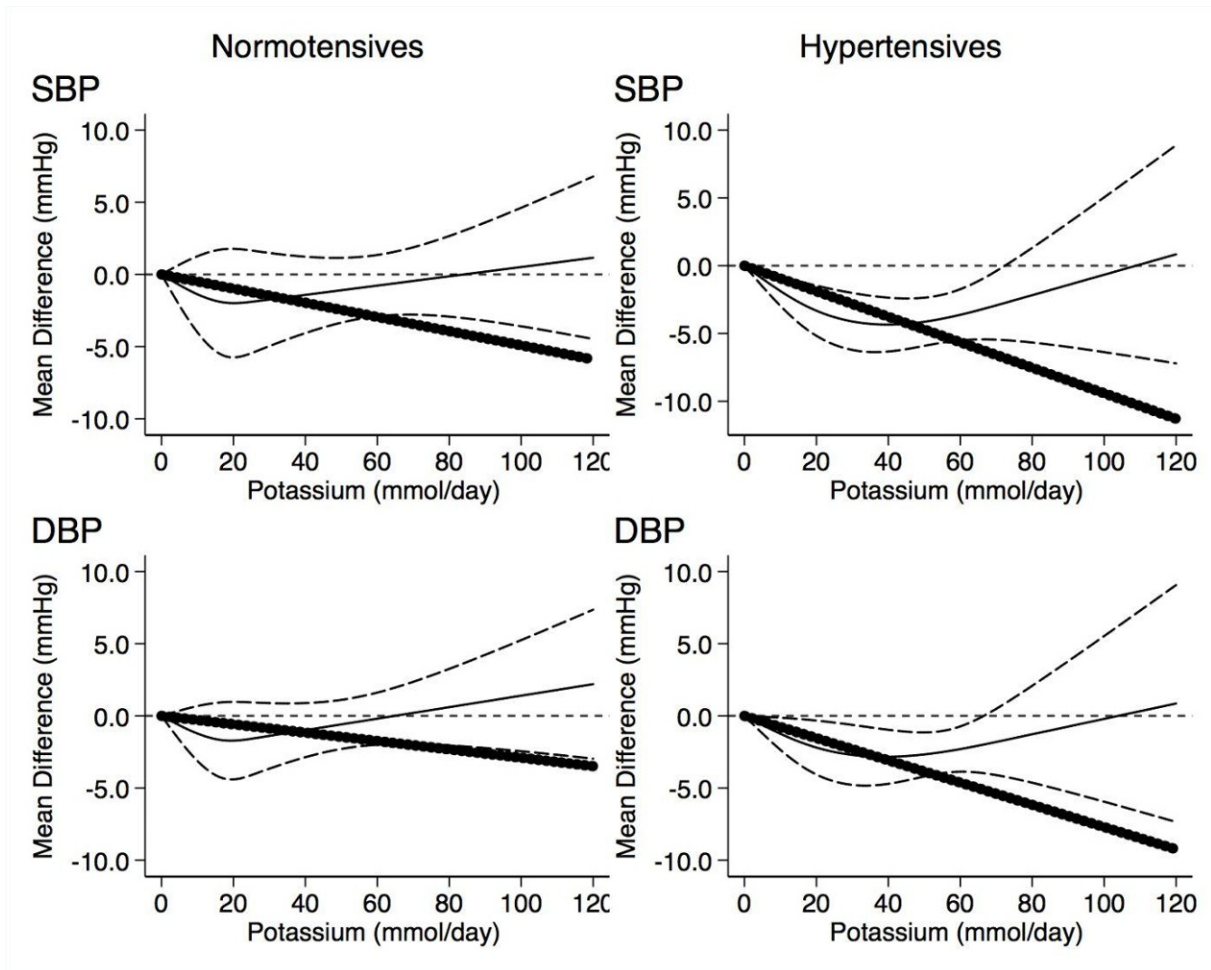 Normotensives
SBP
Mean Difference (mmHg)
10.0
5.0
0.0
-5.0
-10.0
0 20 40 60 80 100 120
Potassium (mmol/day)
Hypertensives
SBP
Mean Difference (mmHg)
10.0
5.0
0.0
-5.0
-10.0
0 20 40 60 80 100 120
Potassium (mmol/day)
DBP
Mean Difference (mmHg)
10.0
5.0
0.0
-5.0
-10.0
0 20 40 60 80 100 120
Potassium (mmol/day)
DBP
Mean Difference (mmHg)
10.0
5.0
0.0
-5.0
-10.0
0 20 40 60 80 100 120
Potassium (mmol/day)